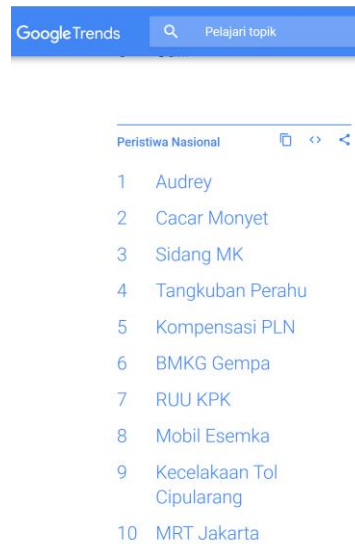 Google Trends
Pelajari topik
Peristiwa Nasional
1 Audrey
2 Cacar Monyet
3 Sidang MK
4 Tangkuban Perahu
5 Kompensasi PLN
6 BMKG Gempa
7 RUU KPK
8 Mobil Esemka
9 Kecelakaan Tol
Cipularang
10 MRT Jakarta